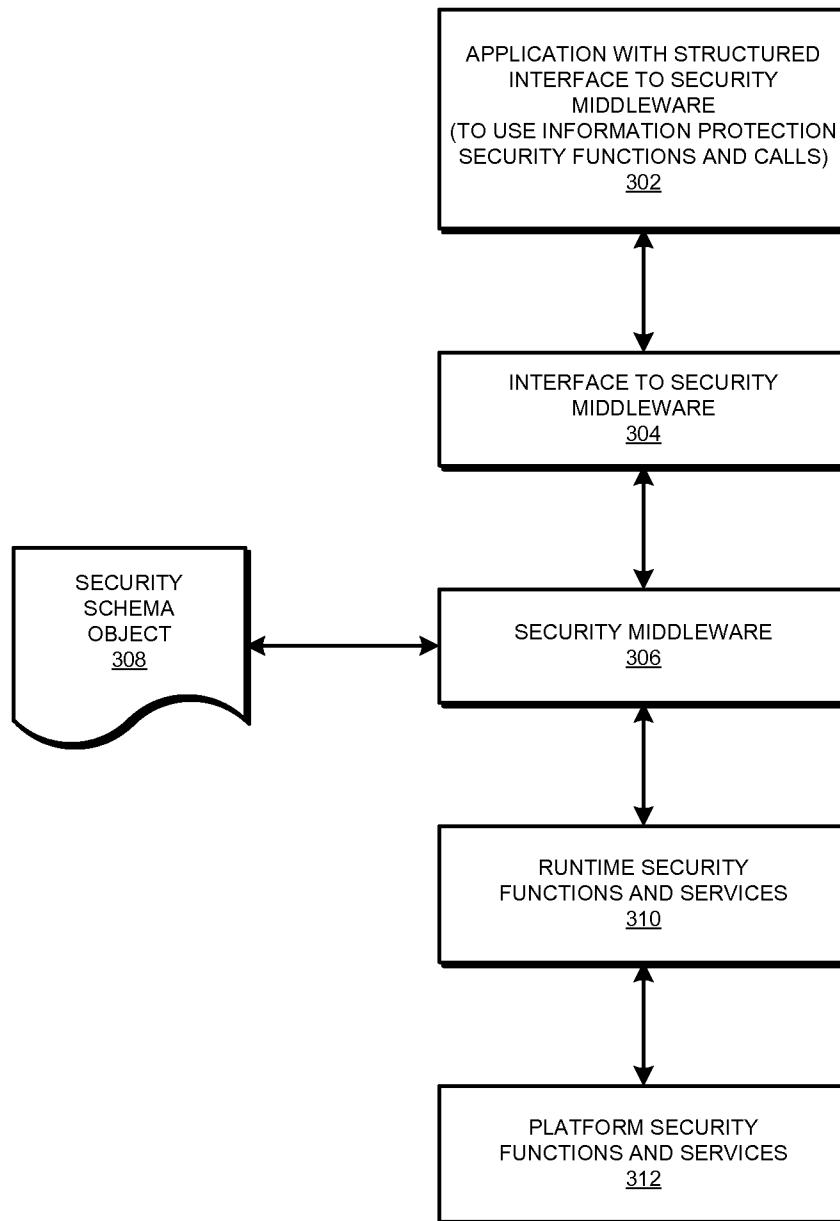 APPLICATION WITH STRUCTURED
INTERFACE TO SECURITY
MIDDLEWARE
(TO USE INFORMATION PROTECTION
SECURITY FUNCTIONS AND CALLS)
302
INTERFACE TO SECURITY
MIDDLEWARE
304
SECURITY
SCHEMA
OBJECT
308
SECURITY MIDDLEWARE
306
RUNTIME SECURITY
FUNCTIONS AND SERVICES
310
PLATFORM SECURITY
FUNCTIONS AND SERVICES
312